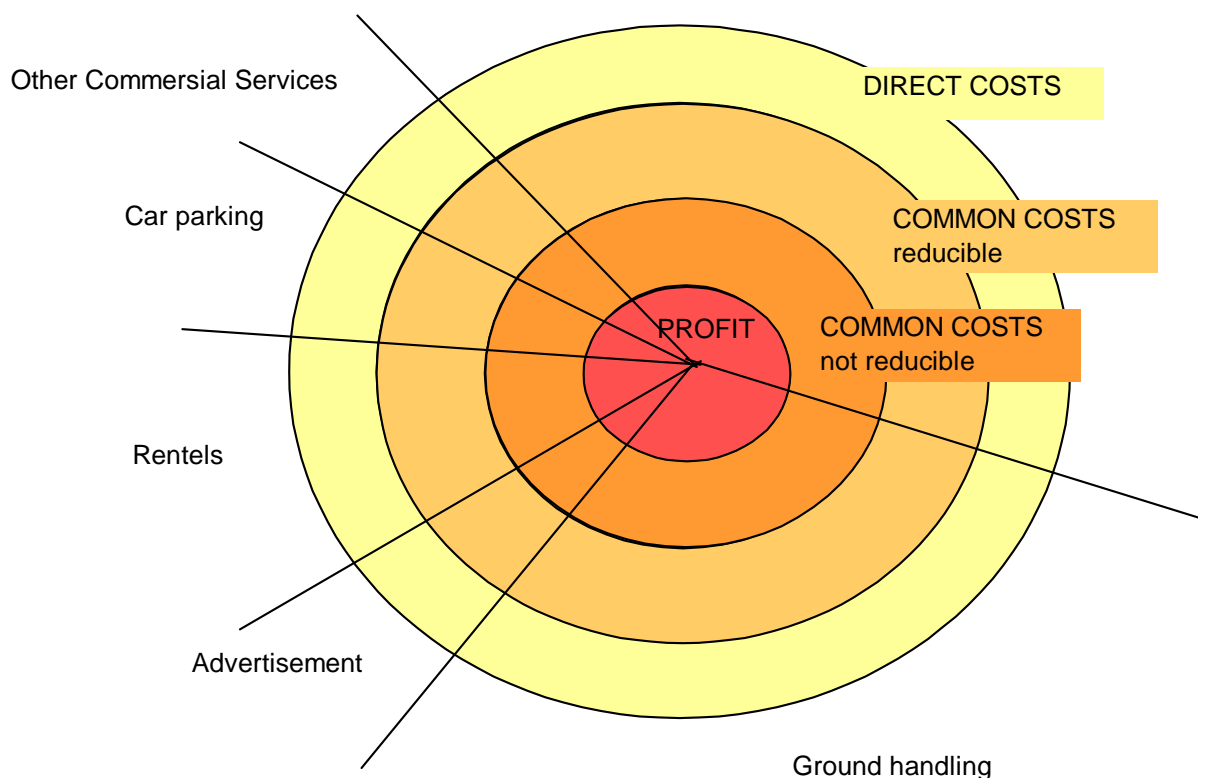 Other Commersial Services
DIRECT COSTS
Car parking
COMMON COSTS
reducible
PROFIT
COMMON COSTS
not reducible
Rentels
Advertisement
Ground handling